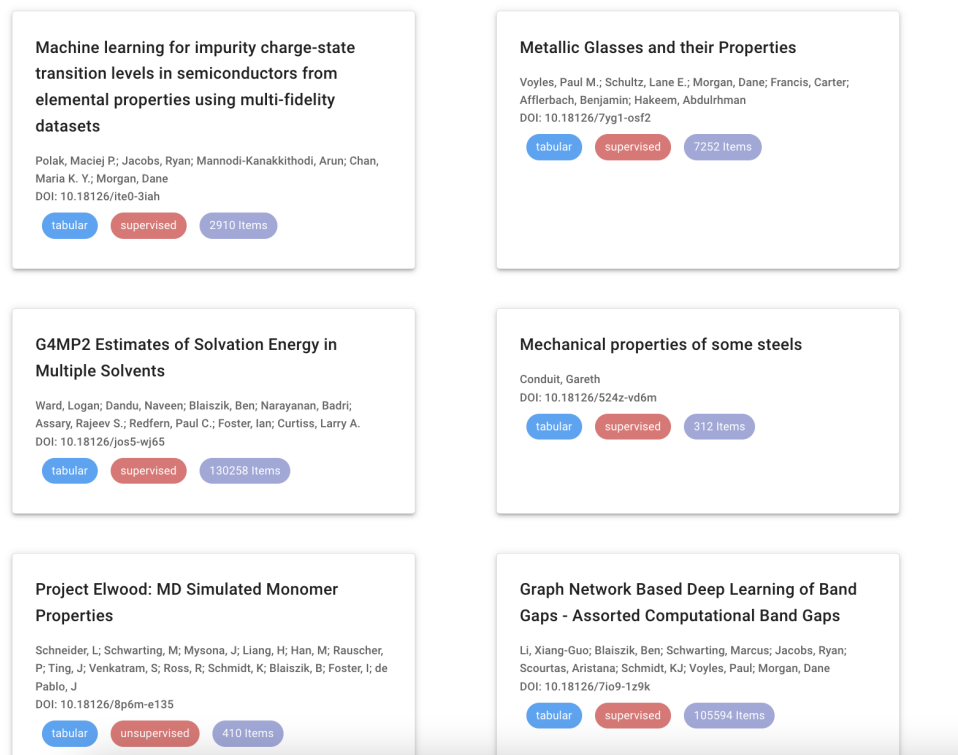 Machine learning for impurity charge-state
transition levels in semiconductors from
elemental properties using multi-fidelity
datasets
Polak, Maciej P.; Jacobs, Ryan; Mannodi-Kanakkithodi, Arun; Chan,
Maria K. Y.; Morgan, Dane
DOI: 10.18126/ite0-3iah
tabular supervised 2910 Items
Metallic Glasses and their Properties
Voyles, Paul M.; Schultz, Lane E.; Morgan, Dane; Francis, Carter;
Afflerbach, Benjamin; Hakeem, Abdulrhman
DOI: 10.18126/7yg1-osf2
tabular supervised 7252 Items
G4MP2 Estimates of Solvation Energy in
Multiple Solvents
Ward, Logan; Dandu, Naveen; Blaiszik, Ben; Narayanan, Badri;
Assary, Rajeev S.; Redfern, Paul C.; Foster, Ian; Curtiss, Larry A.
DOI: 10.18126/jos5-wj65
tabular supervised 130258 Items
Mechanical properties of some steels
Conduit, Gareth
DOI: 10.18126/524z-vd6m
tabular supervised 312 Items
Project Elwood: MD Simulated Monomer
Properties
Schneider, L; Schwarting, M; Mysona, J; Liang, H; Han, M; Rauscher,
P; Ting, J; Venkatram, S; Ross, R; Schmidt, K; Blaiszik, B; Foster, I; de
Pablo, J
DOI: 10.18126/8p6m-e135
tabular unsupervised 410 Items
Graph Network Based Deep Learning of Band
Gaps - Assorted Computational Band Gaps
Li, Xiang-Guo; Blaiszik, Ben; Schwarting, Marcus; Jacobs, Ryan;
Scourtas, Aristana; Schmidt, KJ; Voyles, Paul; Morgan, Dane
DOI: 10.18126/7io9-1z9k
tabular supervised 105594 Items